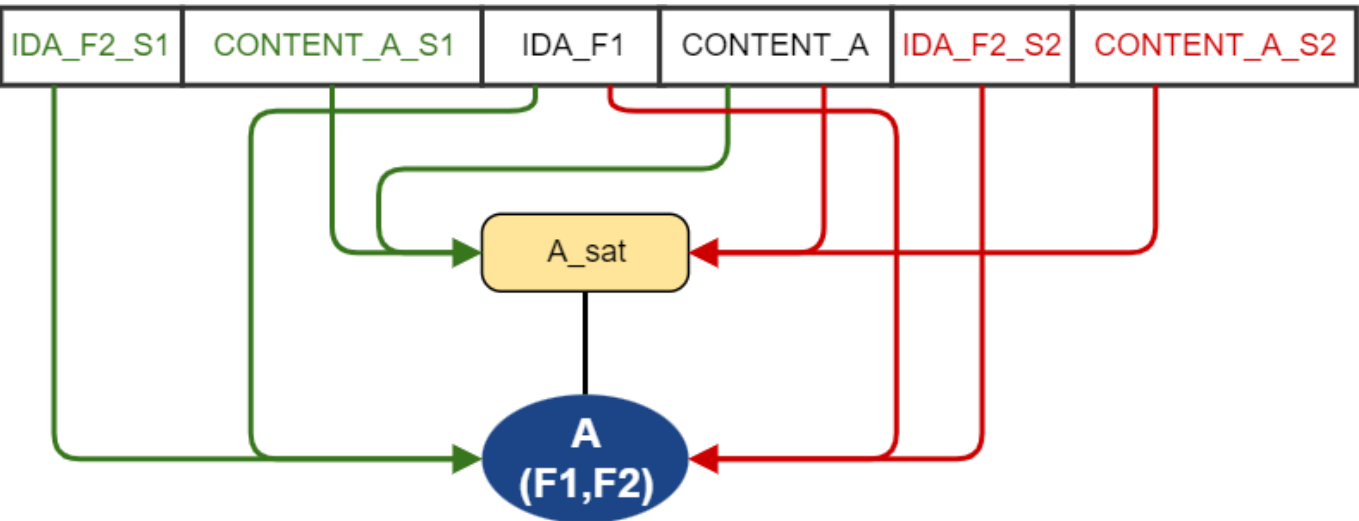 IDA_F2_S1 CONTENT_A_S1 IDA_F1 CONTENT_A IDA_F2_S2 CONTENT_A_S2
A_sat
A
(F1,F2)